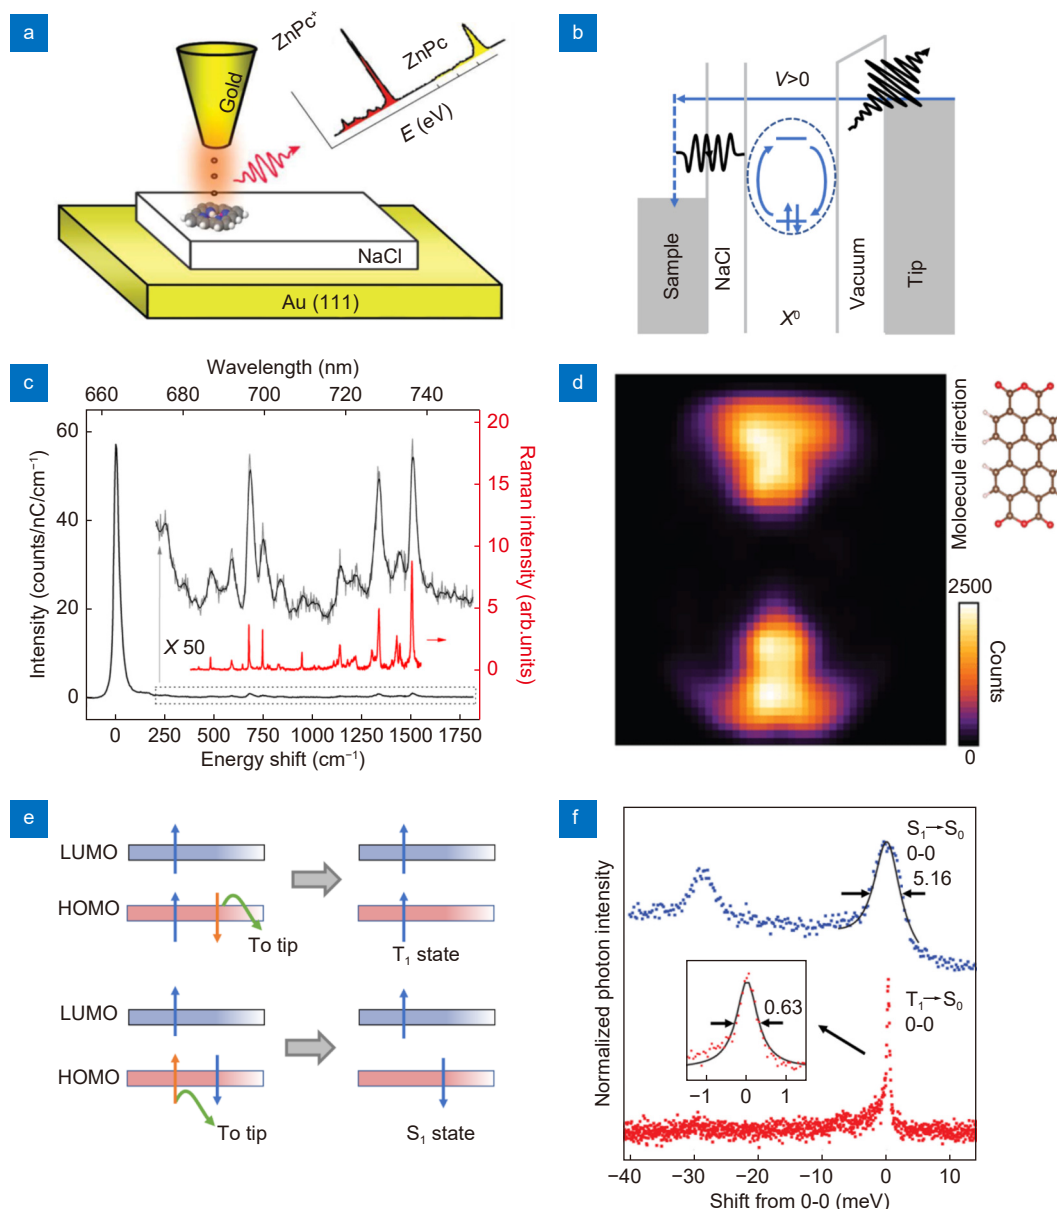 a
ZnPc⁺
ZnPc
E (eV)
Gold
NaCl
Au (111)
b
V>0
Sample
NaCl
X⁰
Vacuum
Tip
c
Wavelength (nm)
660 680 700 720 740
Intensity (counts/nC/cm⁻¹)
60
40
20
0
X 50
20
15
10
5
0
Raman intensity (arb.units)
0 250 500 750 1000 1250 1500 1750
Energy shift (cm⁻¹)
d
Moloecule direction
2500
Counts
0
e
LUMO
HOMO
To tip
T₁ state
LUMO
HOMO
To tip
S₁ state
f
Normalized photon intensity
S₁→S₀
0-0
5.16
T₁→S₀
0-0
0.63
−1 0 1
−40 −30 −20 −10 0 10
Shift from 0-0 (meV)